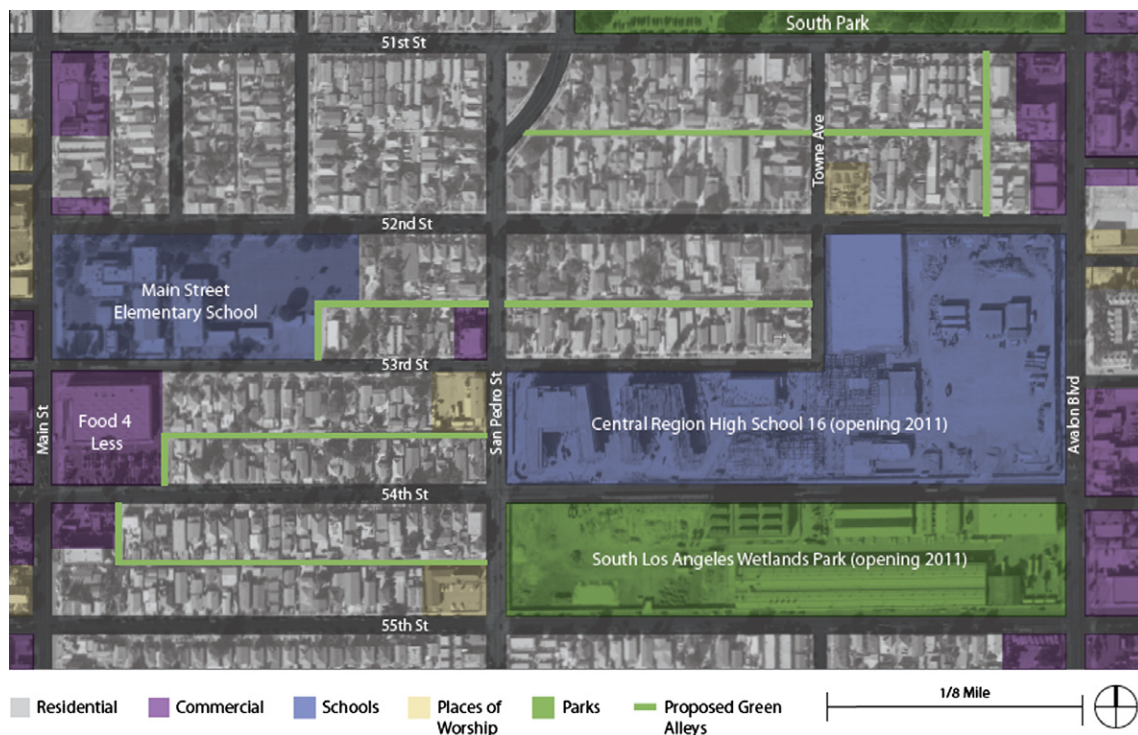 South Park
51st St
Towne Ave
52nd St
Main Street
Elementary School
53rd St
Main St
Food 4
Less
San Pedro St
Central Region High School 16 (opening 2011)
Avalon Blvd
54th St
South Los Angeles Wetlands Park (opening 2011)
55th St
Residential
Commercial
Schools
Places of
Worship
Parks
Proposed Green
Alleys
1/8 Mile